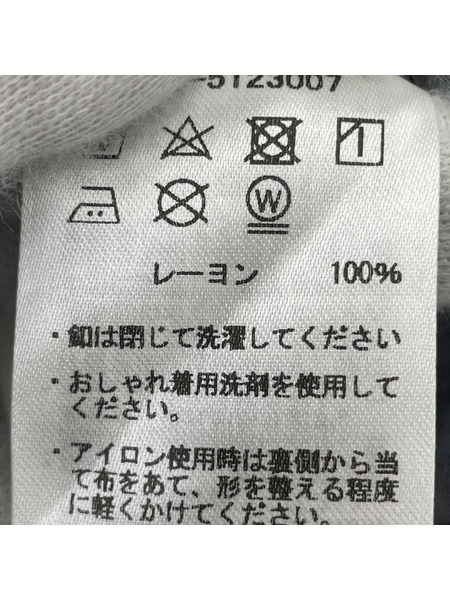 -5123007
W
レーヨン 100%
・釦は閉じて洗濯してください
・おしゃれ着用洗剤を使用して
ください。
・アイロン使用時は裏側から当
て布をあて、形を整える程度
に軽くかけてください。